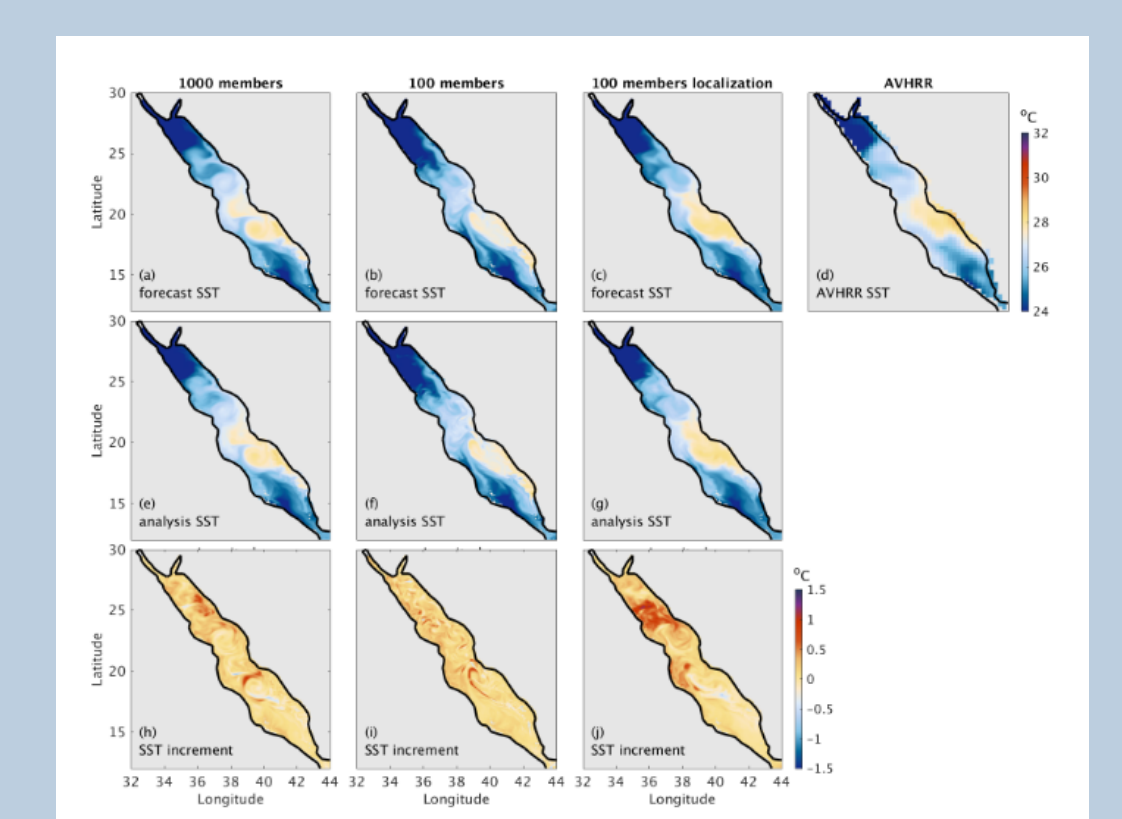 1000 members
100 members
100 members localization
AVHRR
30
25
20
15
Latitude
(a)
forecast SST
(b)
forecast SST
(c)
forecast SST
(d)
AVHRR SST
°C
32
30
28
26
24
30
25
20
15
Latitude
(e)
analysis SST
(f)
analysis SST
(g)
analysis SST
30
25
20
15
Latitude
(h)
SST increment
(i)
SST increment
(j)
SST increment
°C
1.5
1
0.5
0
-0.5
-1
-1.5
32 34 36 38 40 42 44
Longitude
32 34 36 38 40 42 44
Longitude
32 34 36 38 40 42 44
Longitude